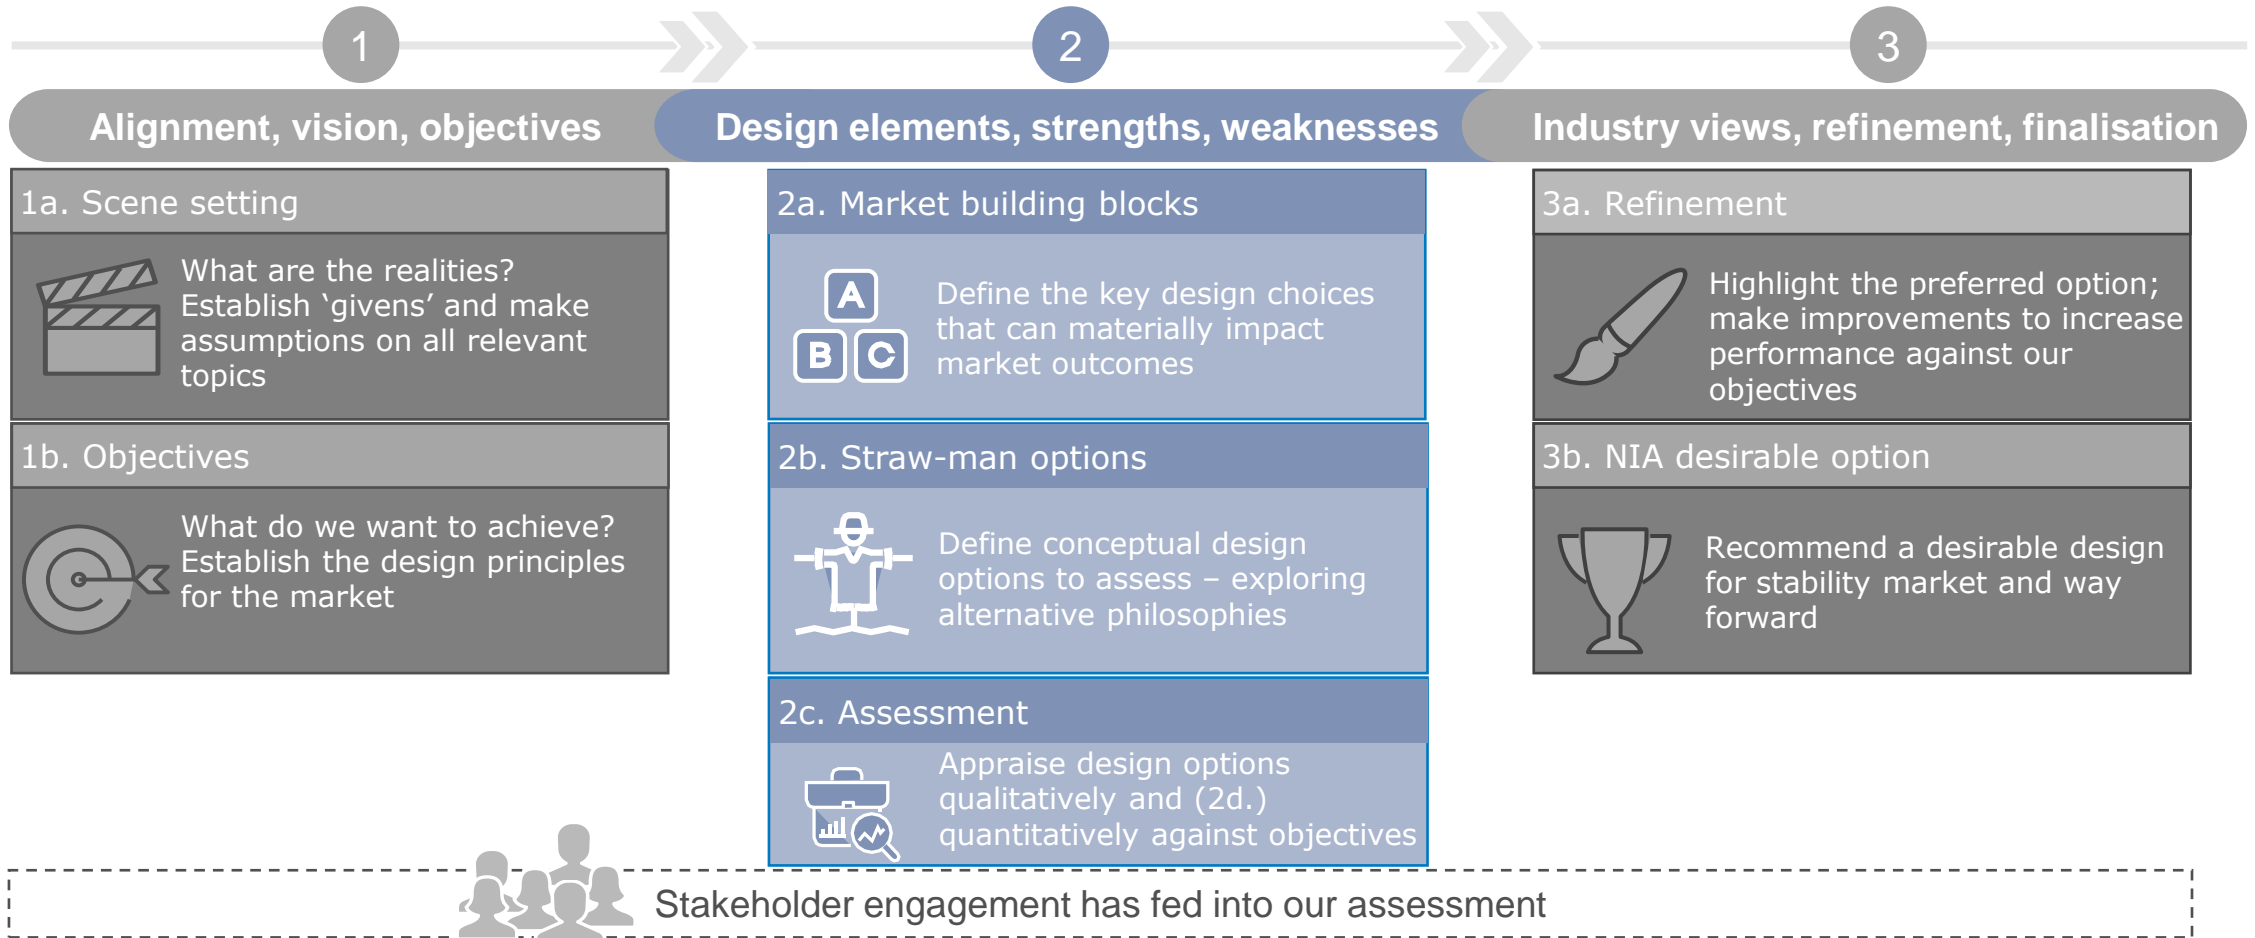 1
2
3
Alignment, vision, objectives
Design elements, strengths, weaknesses
Industry views, refinement, finalisation
1a. Scene setting
What are the realities?
Establish ‘givens’ and make
assumptions on all relevant
topics
1b. Objectives
What do we want to achieve?
Establish the design principles
for the market
2a. Market building blocks
A
B C
Define the key design choices
that can materially impact
market outcomes
2b. Straw-man options
Define conceptual design
options to assess – exploring
alternative philosophies
2c. Assessment
Appraise design options
qualitatively and (2d.)
quantitatively against objectives
3a. Refinement
Highlight the preferred option;
make improvements to increase
performance against our
objectives
3b. NIA desirable option
Recommend a desirable design
for stability market and way
forward
Stakeholder engagement has fed into our assessment